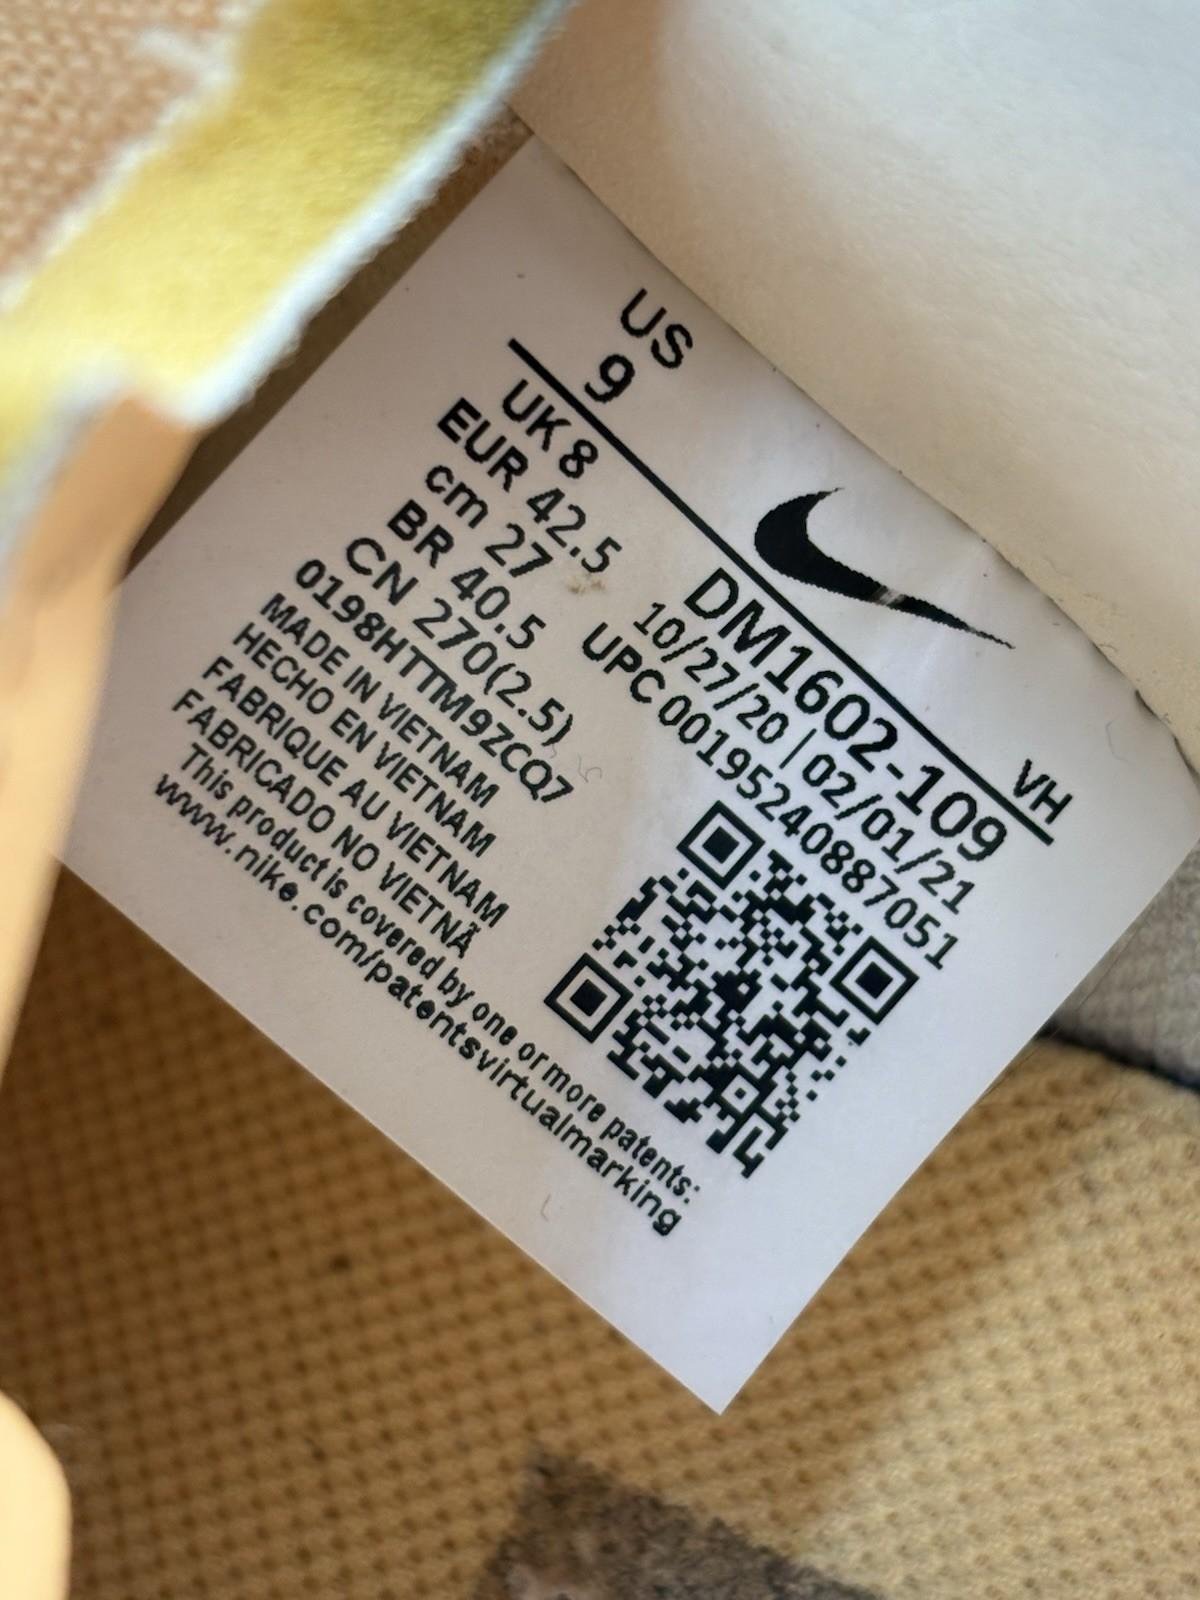 US
9
VH
UK 8
EUR 42.5
cm 27
BR 40.5
CN 270(2.5)
DM1602-109
10/27/20 | 02/01/21
UPC 00195240887051
0198HTTM9ZCQ7
MADE IN VIETNAM
HECHO EN VIETNAM
FABRIQUE AU VIETNAM
FABRICADO NO VIETNÃ
This product is covered by one or more patents:
www.nike.com/patentsvirtualmarking